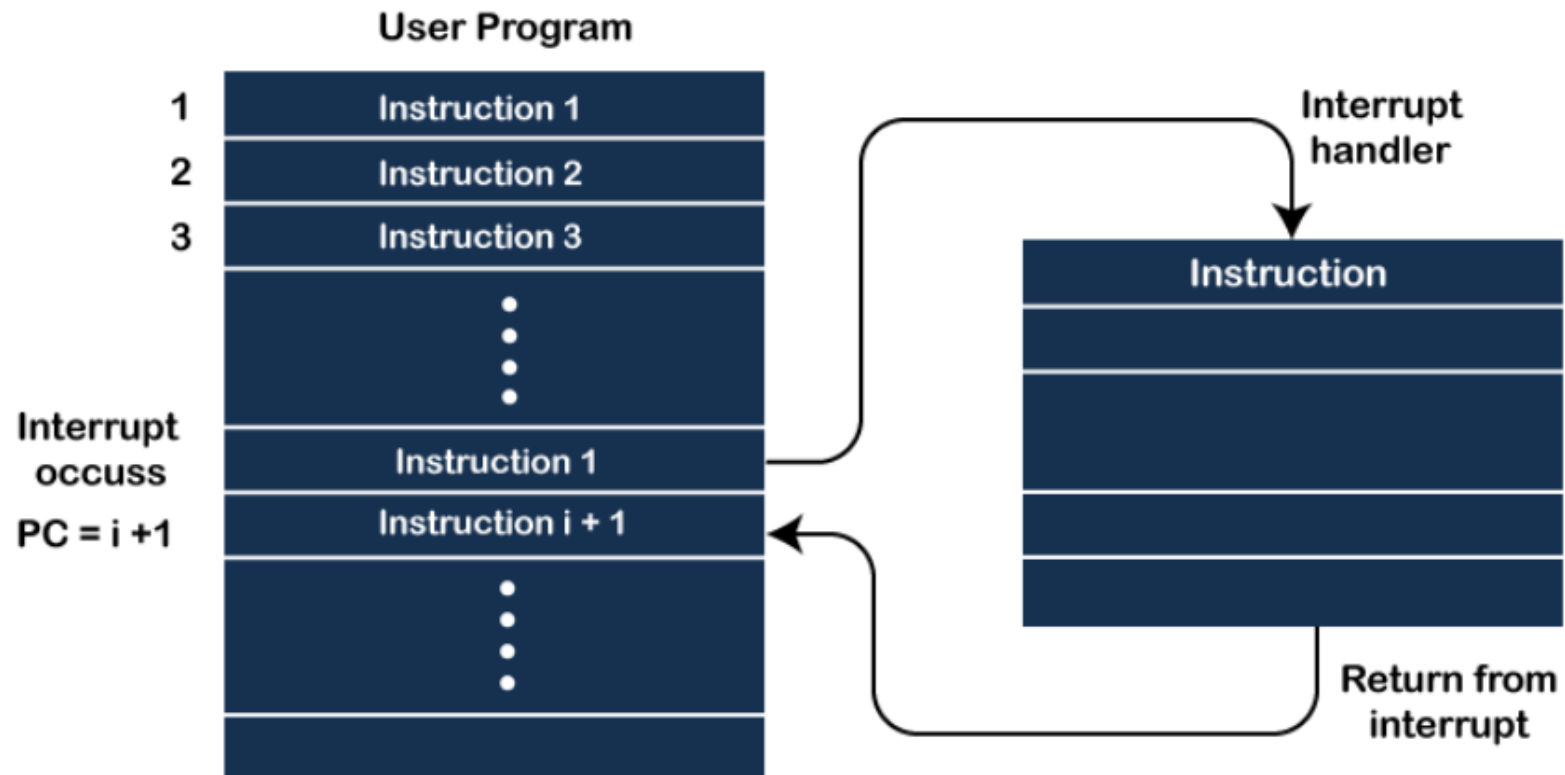 User Program
1
Instruction 1
2
Instruction 2
3
Instruction 3
Interrupt
occuss
Instruction 1
PC = i +1
Instruction i + 1
Interrupt
handler
Instruction
Return from
interrupt